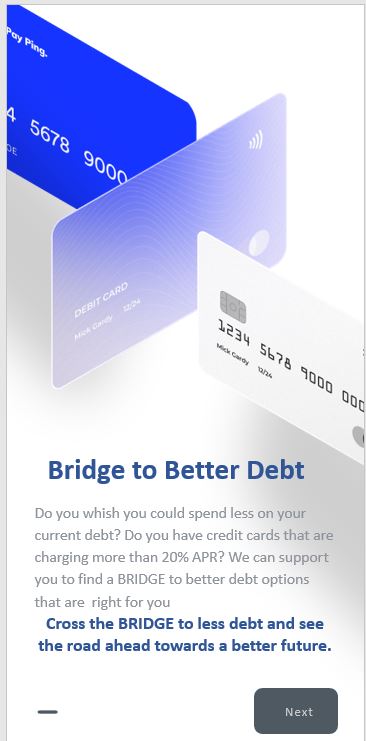 Pay Ping.
4 5678 9000
OE
DEBIT CARD
Mick Gardy 12/24
1234 5678 9000 000
Mick Gardy 12/24
Bridge to Better Debt
Do you whish you could spend less on your
current debt? Do you have credit cards that are
charging more than 20% APR? We can support
you to find a BRIDGE to better debt options
that are  right for you
Cross the BRIDGE to less debt and see
the road ahead towards a better future.
Next